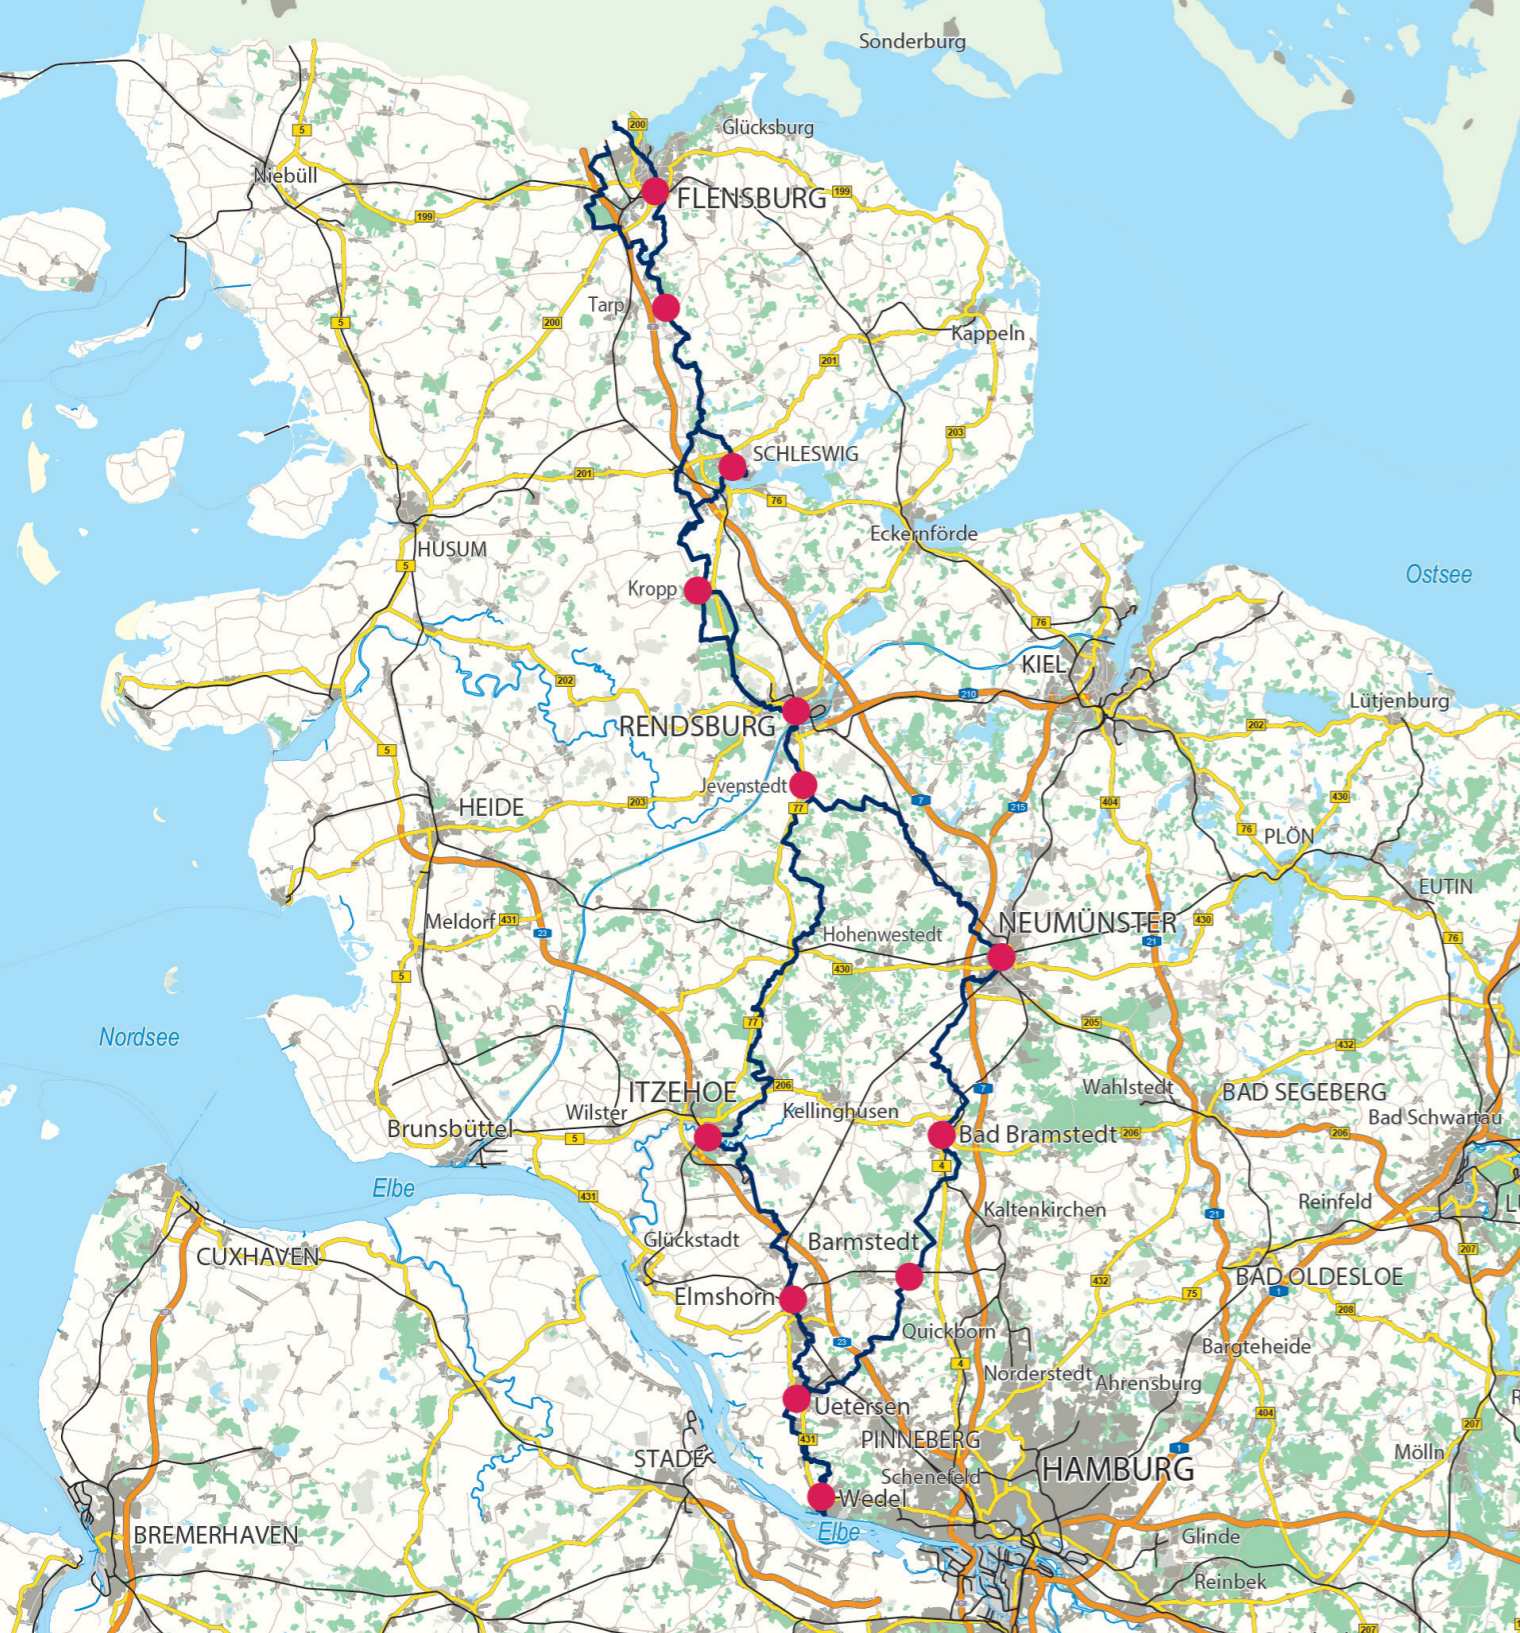 Sonderburg
200
Glücksburg
5
Niebüll
199
FLENSBURG
199
Tarp
200
5
7
Kappeln
201
203
SCHLESWIG
201
76
Eckernförde
HUSUM
5
Ostsee
Kropp
76
KIEL
202
210
Lütjenburg
RENDSBURG
202
5
Jevenstedt
HEIDE
203
77
7
215
404
430
76
PLÖN
EUTIN
Meldorf
431
23
Hohenwestedt
NEUMÜNSTER
430
21
76
5
430
77
205
Nordsee
432
ITZEHOE
206
7
Wahlstedt
BAD SEGEBERG
Wilster
Kellinghusen
Bad Schwartau
Brunsbüttel
5
Bad Bramstedt
206
206
4
Elbe
431
Reinfeld
Kaltenkirchen
21
Glückstadt
Barmstedt
207
CUXHAVEN
BAD OLDESLOE
432
1
75
Elmshorn
208
Quickborn
23
Bargteheide
4
Norderstedt
Ahrensburg
Uetersen
404
207
431
PINNEBERG
1
Mölln
STADE
HAMBURG
Schenefeld
Wedel
Elbe
BREMERHAVEN
Glinde
Reinbek
207